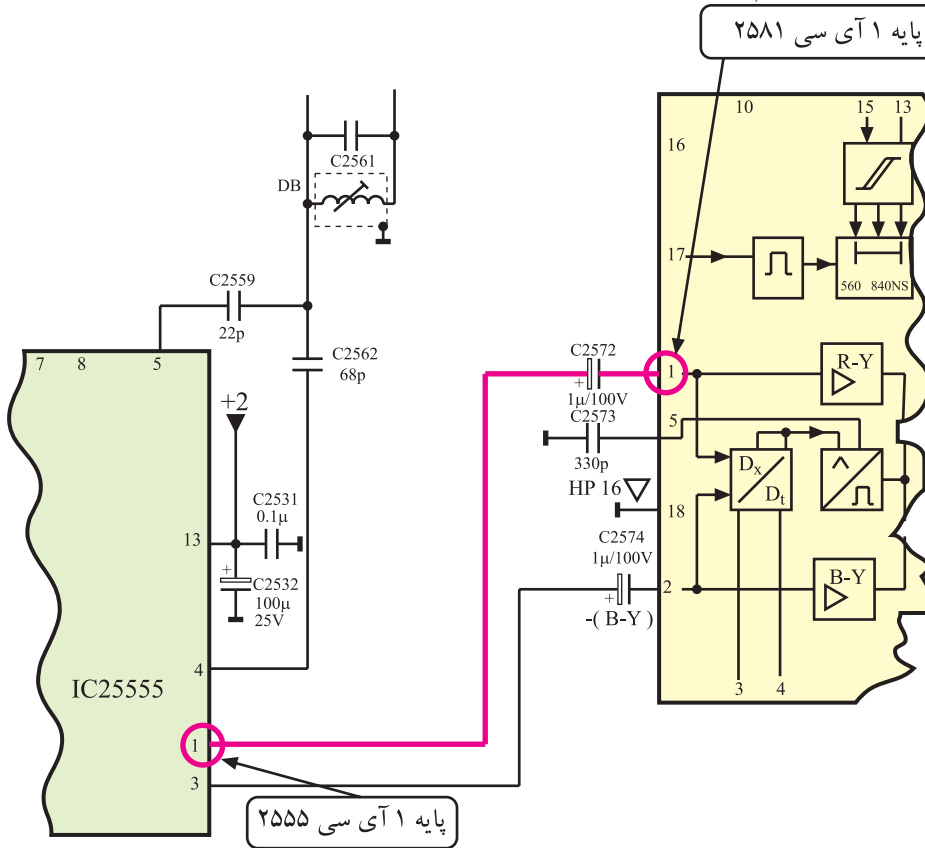 پایه ۱ آی سی ۲۵۸۱
10
15
13
16
C2561
DB
17
560 840NS
C2559
22p
C2562
68p
7
8
5
C2572
+
1µ/100V
1
R-Y
C2573
330p
5
+2
HP 16
Dx
Dt
18
C2531
0.1µ
13
C2574
1µ/100V
+
C2532
100µ
25V
+
-( B-Y )
2
B-Y
4
3
4
IC25555
1
3
پایه ۱ آی سی ۲۵۵۵